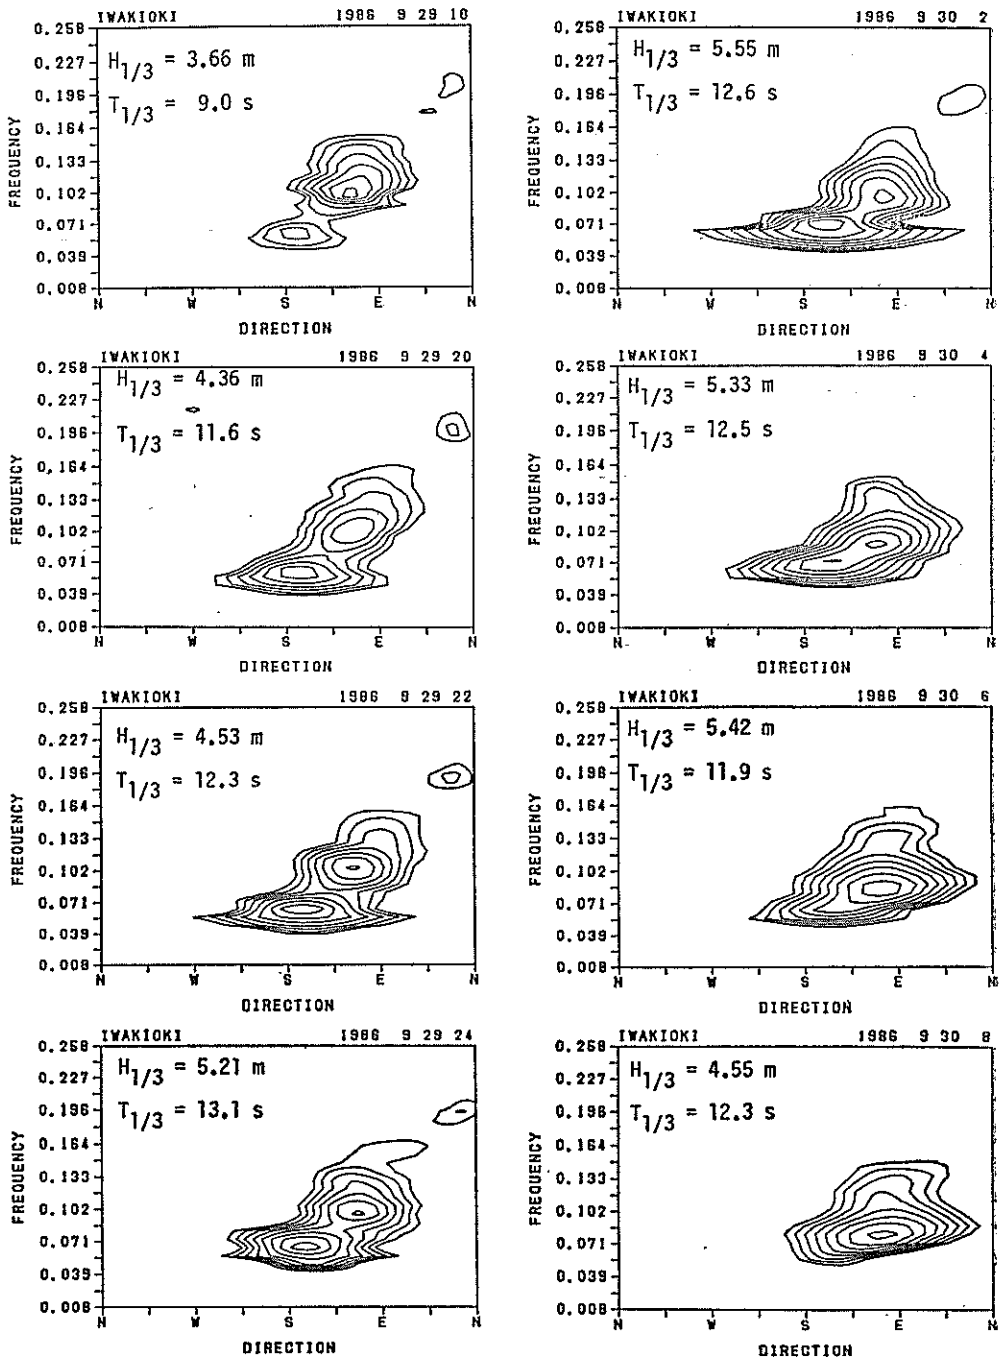 IWAKIOKI 1986 9 29 18
H1/3 = 3.66 m
T1/3 = 9.0 s
0.258
0.227
0.196
0.164
0.133
0.102
0.071
0.039
0.008
FREQUENCY
N W S E N
DIRECTION
IWAKIOKI 1986 9 29 20
H1/3 = 4.36 m
T1/3 = 11.6 s
0.258
0.227
0.196
0.164
0.133
0.102
0.071
0.039
0.008
FREQUENCY
N W S E N
DIRECTION
IWAKIOKI 1986 9 29 22
H1/3 = 4.53 m
T1/3 = 12.3 s
0.258
0.227
0.196
0.164
0.133
0.102
0.071
0.039
0.008
FREQUENCY
N W S E N
DIRECTION
IWAKIOKI 1986 9 29 24
H1/3 = 5.21 m
T1/3 = 13.1 s
0.258
0.227
0.196
0.164
0.133
0.102
0.071
0.039
0.008
FREQUENCY
N W S E N
DIRECTION
IWAKIOKI 1986 9 30 2
H1/3 = 5.55 m
T1/3 = 12.6 s
0.258
0.227
0.196
0.164
0.133
0.102
0.071
0.039
0.008
FREQUENCY
N W S E N
DIRECTION
IWAKIOKI 1986 9 30 4
H1/3 = 5.33 m
T1/3 = 12.5 s
0.258
0.227
0.196
0.164
0.133
0.102
0.071
0.039
0.008
FREQUENCY
N W S E N
DIRECTION
IWAKIOKI 1986 9 30 6
H1/3 = 5.42 m
T1/3 = 11.9 s
0.258
0.227
0.196
0.164
0.133
0.102
0.071
0.039
0.008
FREQUENCY
N W S E N
DIRECTION
IWAKIOKI 1986 9 30 8
H1/3 = 4.55 m
T1/3 = 12.3 s
0.258
0.227
0.196
0.164
0.133
0.102
0.071
0.039
0.008
FREQUENCY
N W S E N
DIRECTION